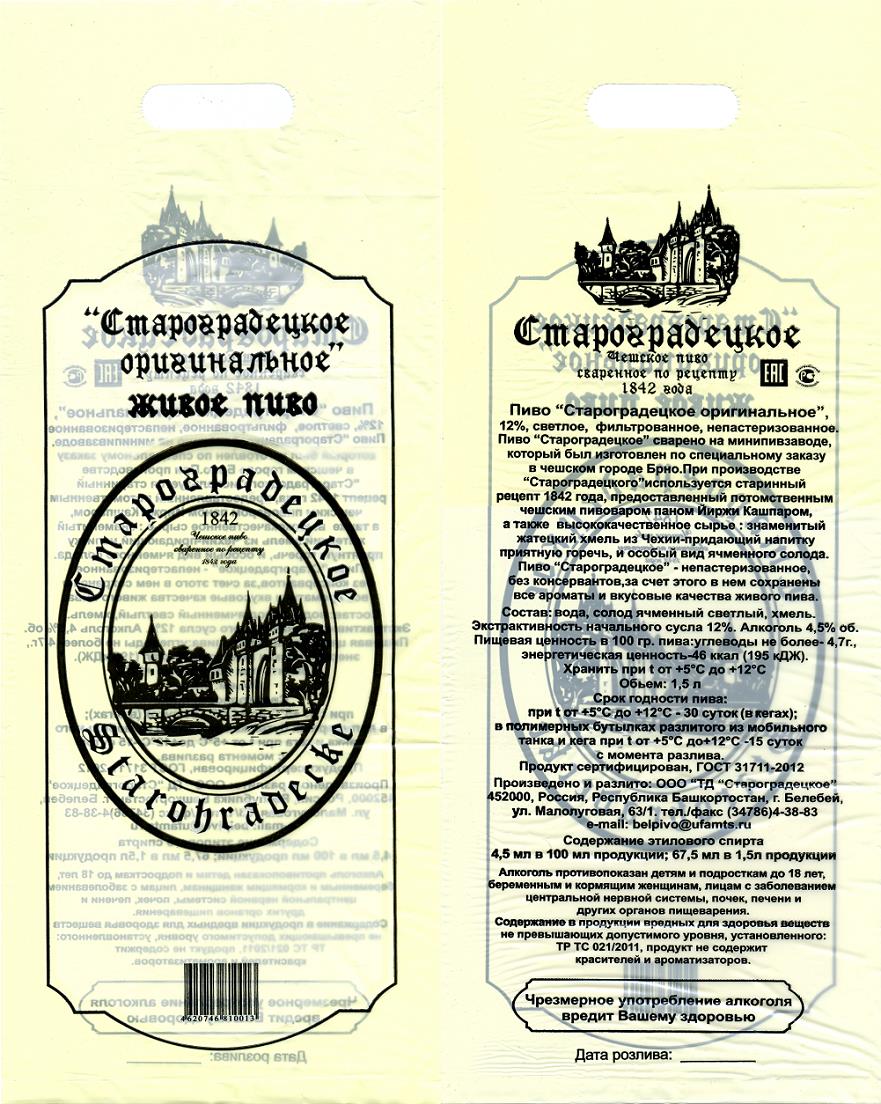 “Староградецкое
оригинальное”
живое пиво
Староградецкое
1842
Чешское пиво
сваренное по рецепту
1842 года
Starohradecke
4620746810013
Староградецкое
Чешское пиво
сваренное по рецепту
1842 года
EAC
Пиво “Староградецкое оригинальное”,
12%, светлое, фильтрованное, непастеризованное.
Пиво “Староградецкое” сварено на минипивзаводе,
который был изготовлен по специальному заказу
в чешском городе Брно.При производстве
“Староградецкого”используется старинный
рецепт 1842 года, предоставленный потомственным
чешским пивоваром паном Йиржи Кашпаром,
а также высококачественное сырье : знаменитый
жатецкий хмель из Чехии-придающий напитку
приятную горечь, и особый вид ячменного солода.
Пиво “Староградецкое” - непастеризованное,
без консервантов,за счет этого в нем сохранены
все ароматы и вкусовые качества живого пива.
Состав: вода, солод ячменный светлый, хмель.
Экстрактивность начального сусла 12%. Алкоголь 4,5% об.
Пищевая ценность в 100 гр. пива:углеводы не более- 4,7г.,
энергетическая ценность-46 ккал (195 кДЖ).
Хранить при t от +5°С до +12°С
Обьем: 1,5 л
Срок годности пива:
при t от +5°С до +12°С - 30 суток (в кегах);
в полимерных бутылках разлитого из мобильного
танка и кега при t от +5°С до+12°С -15 суток
с момента разлива.
Продукт сертифицирован, ГОСТ 31711-2012
Произведено и разлито: ООО “ТД “Староградецкое”
452000, Россия, Республика Башкортостан, г. Белебей,
ул. Малолуговая, 63/1. тел./факс (34786)4-38-83
e-mail: belpivo@ufamts.ru
Содержание этилового спирта
4,5 мл в 100 мл продукции; 67,5 мл в 1,5л продукции
Алкоголь противопоказан детям и подросткам до 18 лет,
беременным и кормящим женщинам, лицам с заболеванием
центральной нервной системы, почек, печени и
других органов пищеварения.
Содержание в продукции вредных для здоровья веществ
не превышающих допустимого уровня, установленного:
ТР ТС 021/2011, продукт не содержит
красителей и ароматизаторов.
Чрезмерное употребление алкоголя
вредит Вашему здоровью
Дата розлива: __________